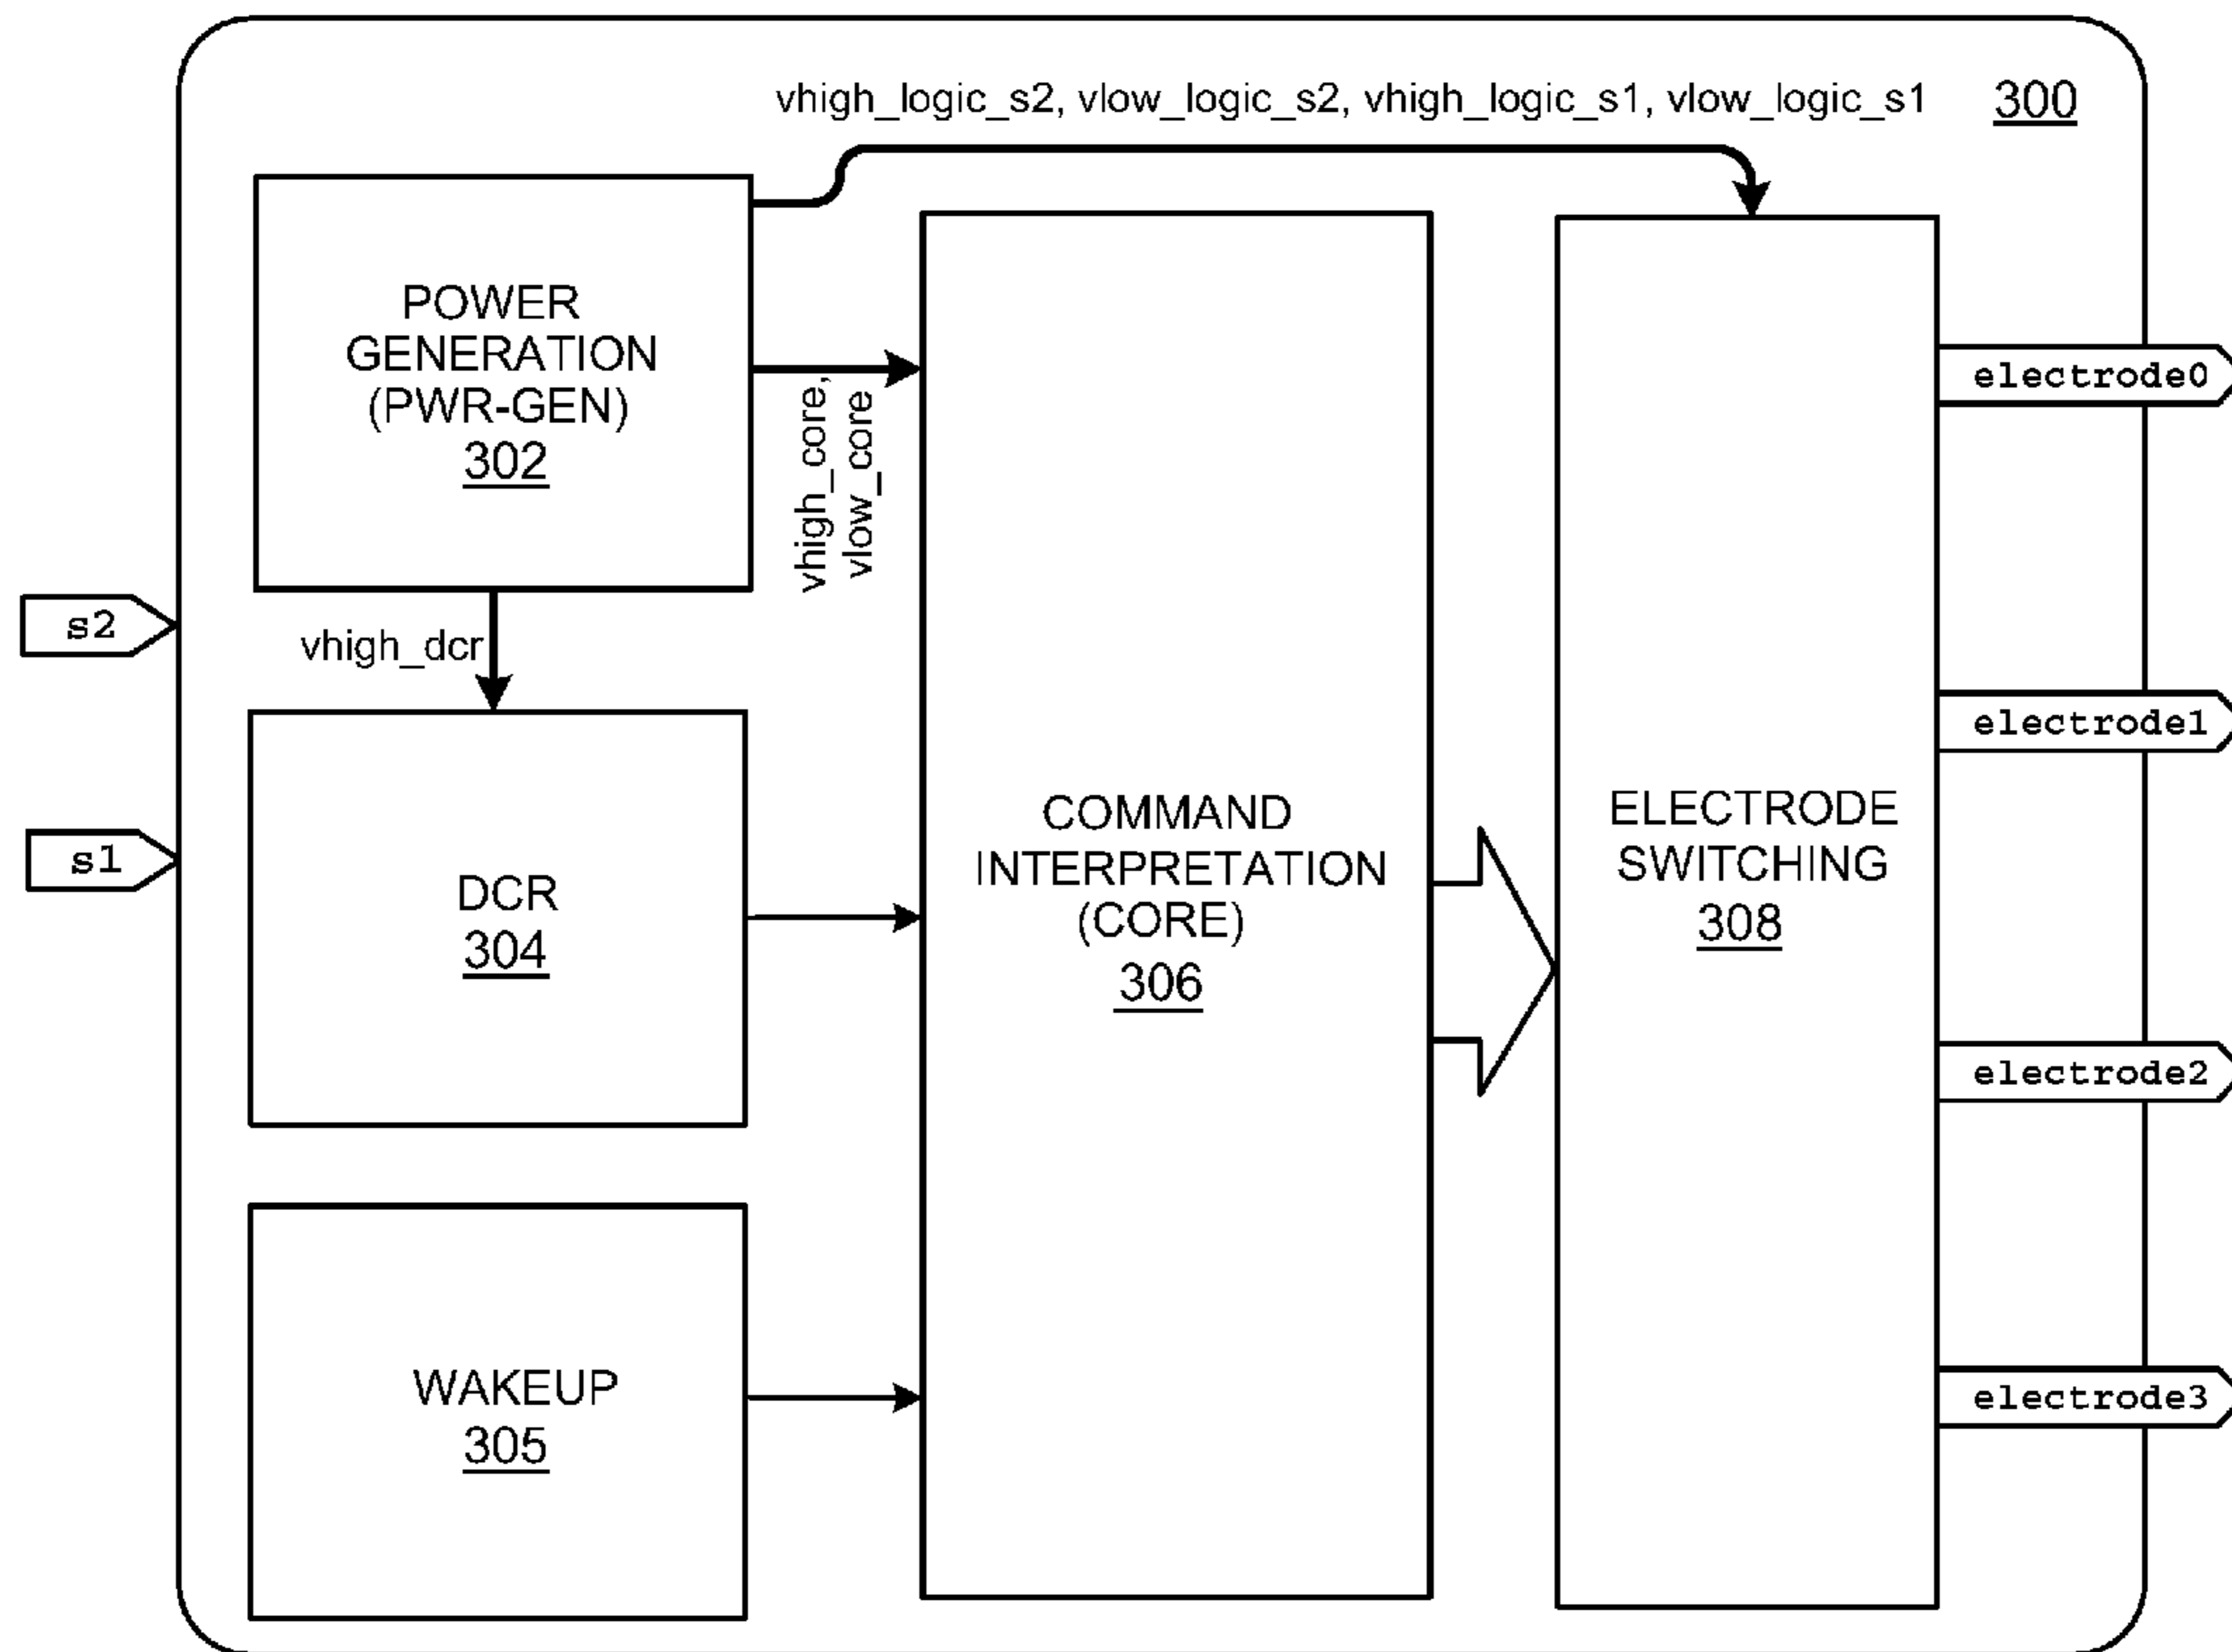 vhigh_logic_s2, vlow_logic_s2, vhigh_logic_s1, vlow_logic_s1
300
POWER
GENERATION
(PWR-GEN)
302
vhigh_core,
vlow_core
s2
vhigh_dcr
s1
DCR
304
WAKEUP
305
COMMAND
INTERPRETATION
(CORE)
306
ELECTRODE
SWITCHING
308
electrode0
electrode1
electrode2
electrode3